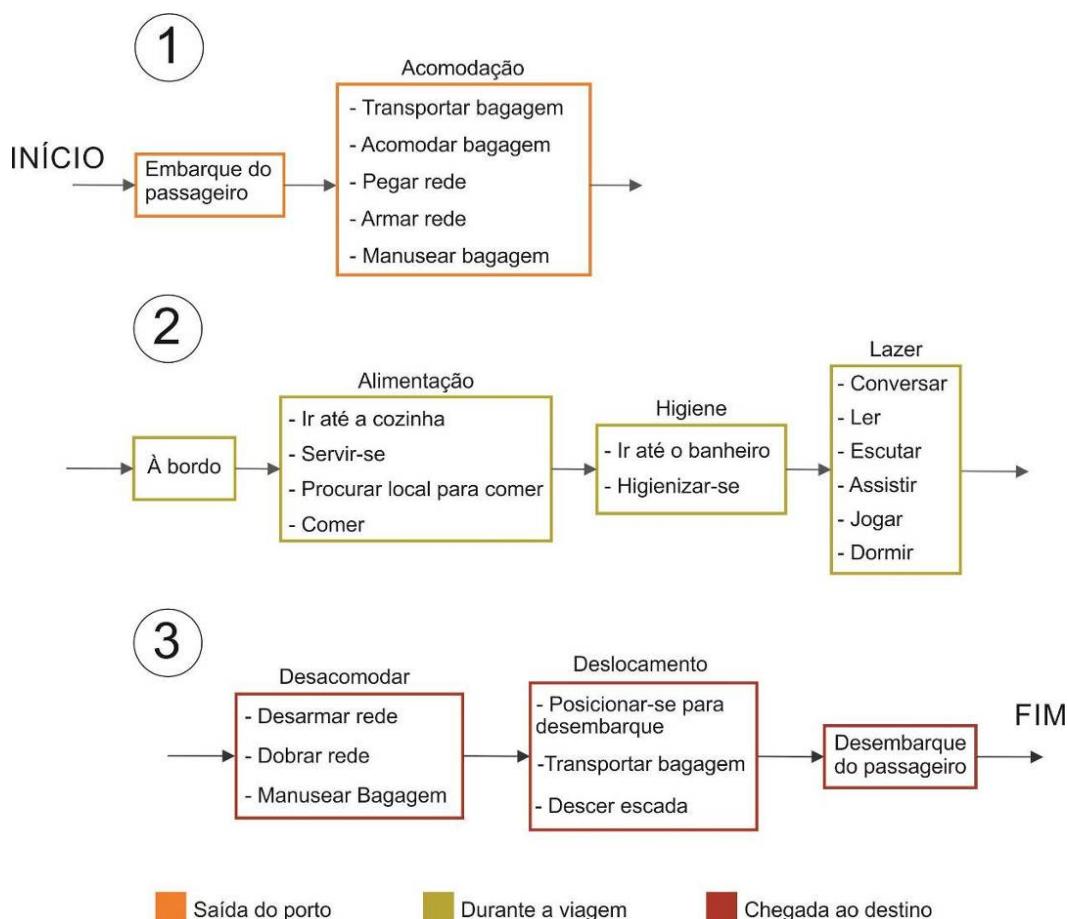 1
Acomodação
- Transportar bagagem
- Acomodar bagagem
- Pegar rede
- Armar rede
- Manusear bagagem
INÍCIO
Embarque do
passageiro
2
À bordo
Alimentação
- Ir até a cozinha
- Servir-se
- Procurar local para comer
- Comer
Higiene
- Ir até o banheiro
- Higienizar-se
Lazer
- Conversar
- Ler
- Escutar
- Assistir
- Jogar
- Dormir
3
Desacomodar
- Desarmar rede
- Dobrar rede
- Manusear Bagagem
Deslocamento
- Posicionar-se para
desembarque
-Transportar bagagem
- Descer escada
Desembarque
do passageiro
FIM
Saída do porto
Durante a viagem
Chegada ao destino